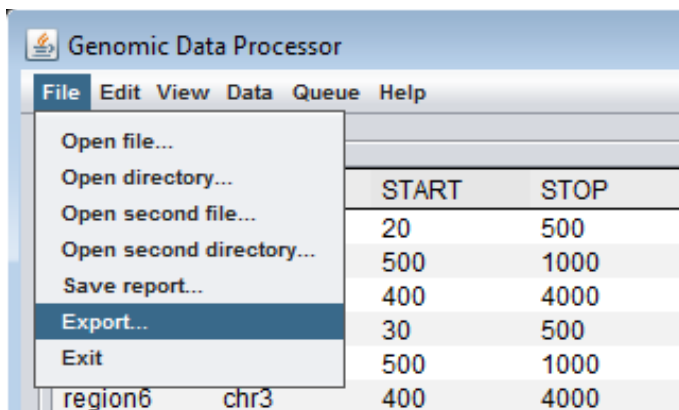 Genomic Data Processor
File Edit View Data Queue Help
Open file...
Open directory...
START STOP
Open second file...
20 500
Open second directory...
500 1000
Save report...
400 4000
Export...
30 500
Exit
500 1000
region6 chr3 400 4000